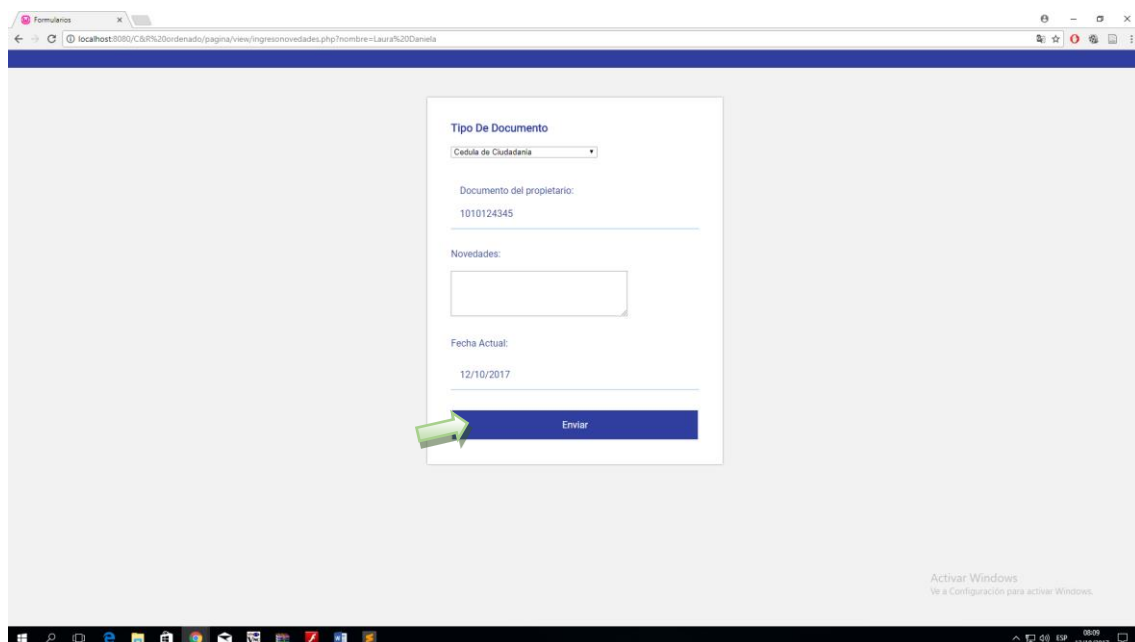 Formularios
localhost:8080/C&R%20ordenado/pagina/view/ingresonovedades.php?nombre=Laura%20Daniela
Tipo De Documento
Cedula de Ciudadania
Documento del propietario:
1010124345
Novedades:
Fecha Actual:
12/10/2017
Enviar
Activar Windows
Ve a Configuración para activar Windows.
ESP
08:09